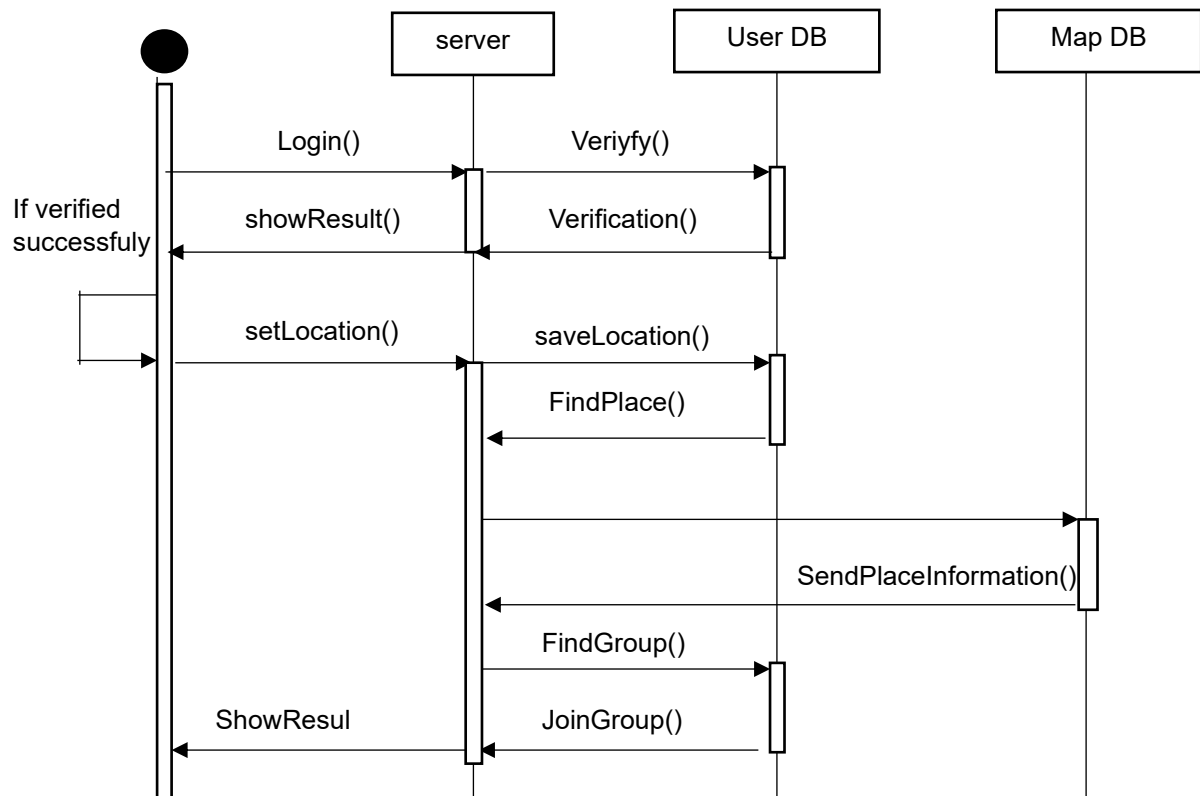 server
User DB
Map DB
Login()
Veriyfy()
If verified
successfuly
showResult()
Verification()
setLocation()
saveLocation()
FindPlace()
SendPlaceInformation()
FindGroup()
ShowResul
JoinGroup()